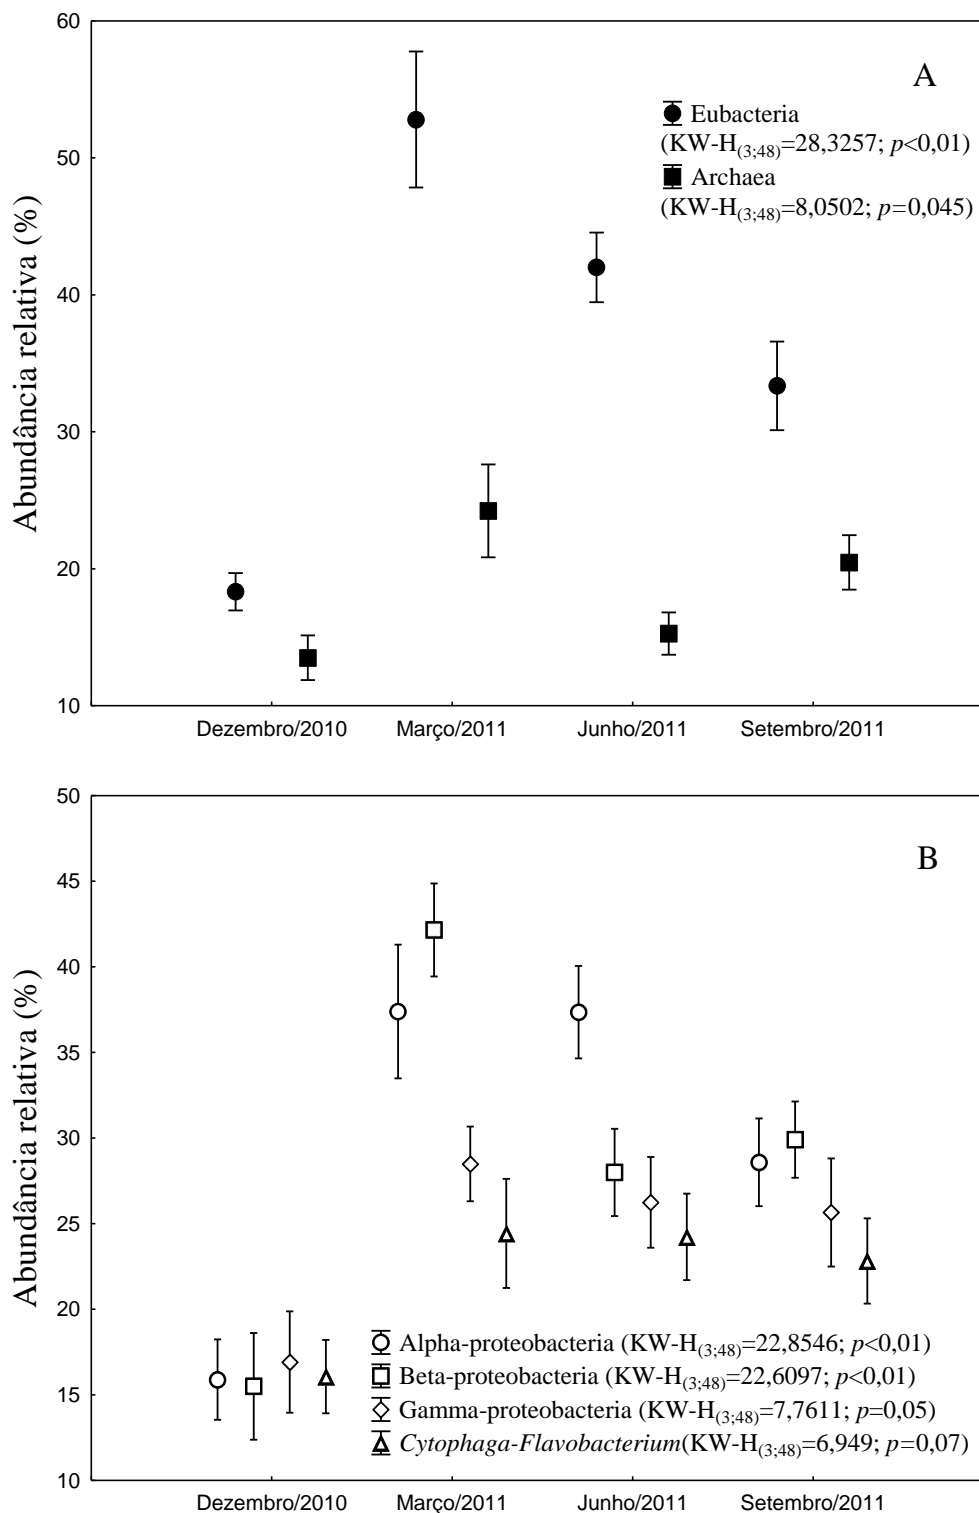 60
50
40
30
20
10
Abundância relativa (%)
A
Eubacteria
(KW-H(3;48)=28,3257; p<0,01)
Archaea
(KW-H(3;48)=8,0502; p=0,045)
Dezembro/2010 Março/2011 Junho/2011 Setembro/2011
50
45
40
35
30
25
20
15
10
Abundância relativa (%)
B
Alpha-proteobacteria (KW-H(3;48)=22,8546; p<0,01)
Beta-proteobacteria (KW-H(3;48)=22,6097; p<0,01)
Gamma-proteobacteria (KW-H(3;48)=7,7611; p=0,05)
Cytophaga-Flavobacterium(KW-H(3;48)=6,949; p=0,07)
Dezembro/2010 Março/2011 Junho/2011 Setembro/2011